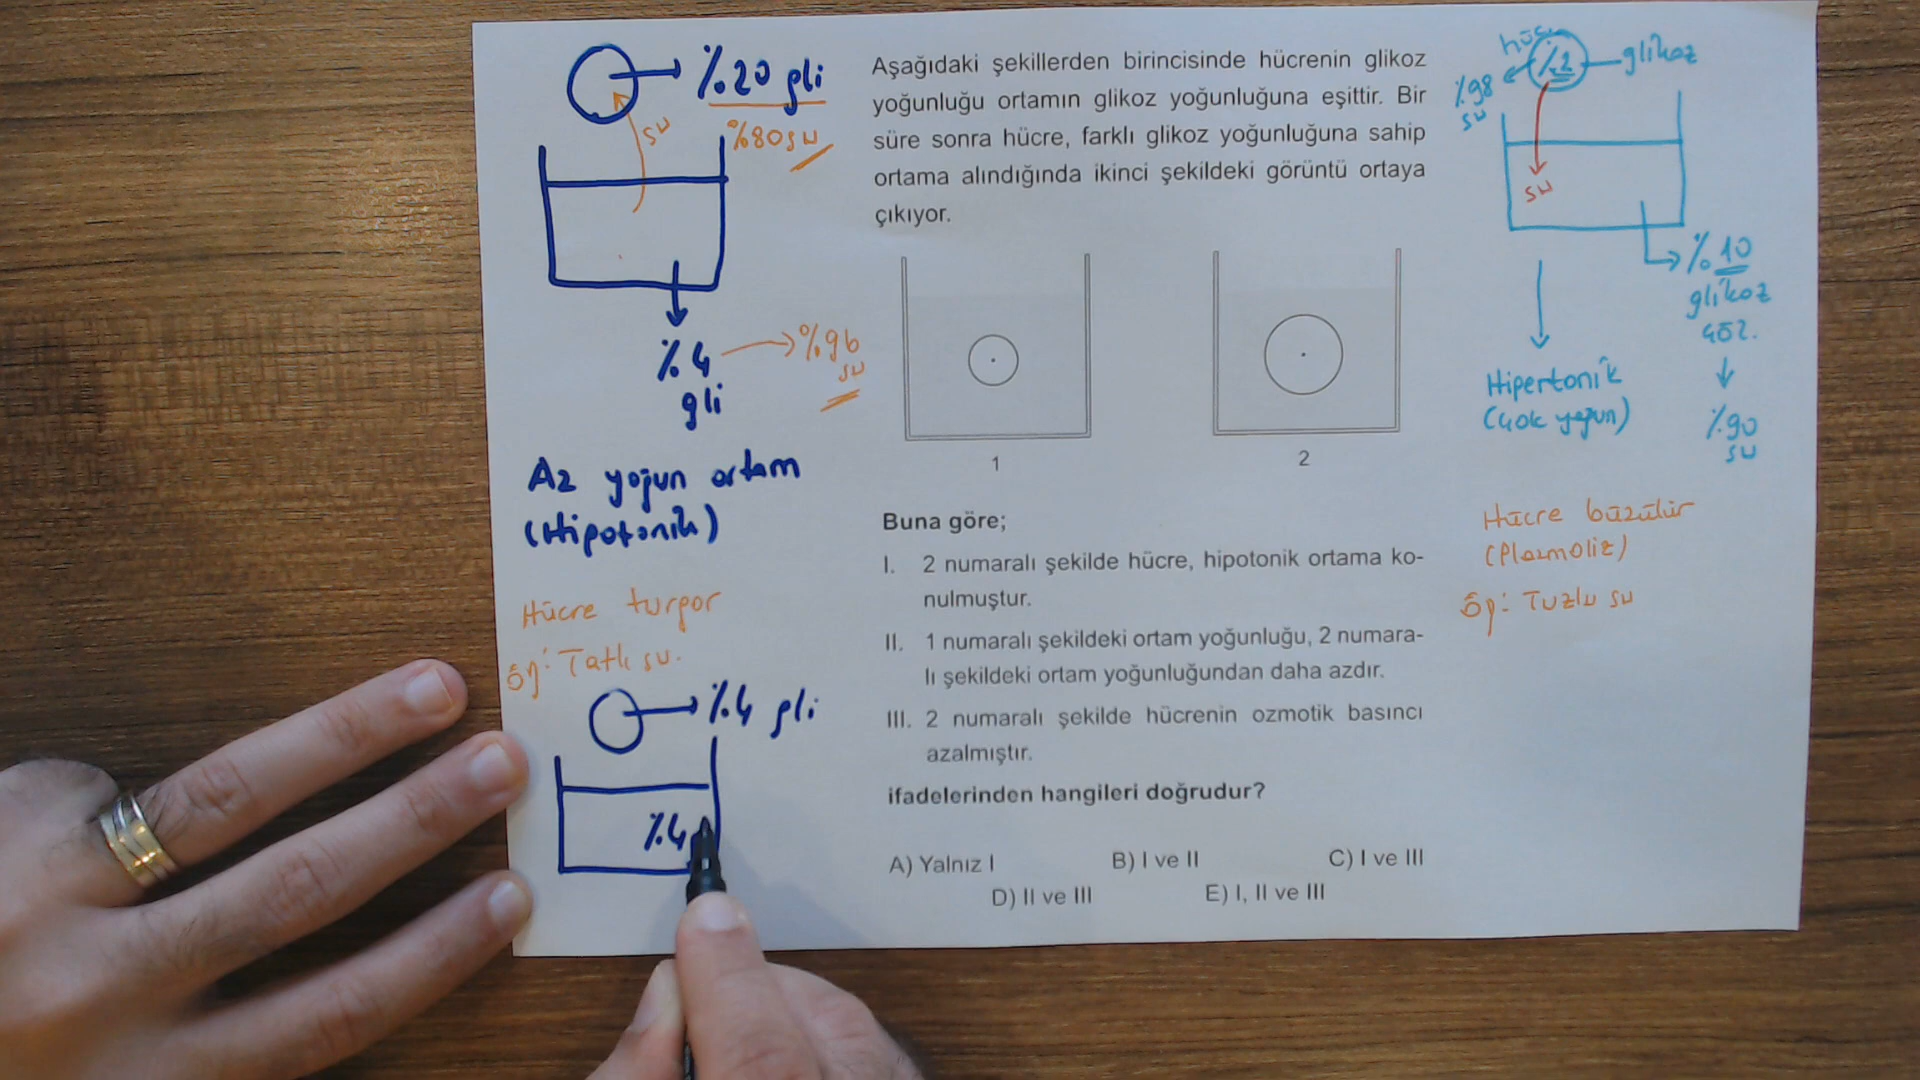 %20 gli
%80 su
su
%4
gli
%96
su
Az yoğun ortam
(Hipotonik)
Hücre turgor
Ör: Tatlı su.
%4 gli
%4
Aşağıdaki şekillerden birincisinde hücrenin glikoz
yoğunluğu ortamın glikoz yoğunluğuna eşittir. Bir
süre sonra hücre, farklı glikoz yoğunluğuna sahip
ortama alındığında ikinci şekildeki görüntü ortaya
çıkıyor.
1
2
Buna göre;
I. 2 numaralı şekilde hücre, hipotonik ortama ko-
nulmuştur.
II. 1 numaralı şekildeki ortam yoğunluğu, 2 numara-
lı şekildeki ortam yoğunluğundan daha azdır.
III. 2 numaralı şekilde hücrenin ozmotik basıncı
azalmıştır.
ifadelerinden hangileri doğrudur?
A) Yalnız I
B) I ve II
C) I ve III
D) II ve III
E) I, II ve III
%2
glikoz
%98
su
su
%10
glikoz
çöz.
%90
su
Hipertonik
(çok yoğun)
Hücre büzülür
(Plazmoliz)
Ör: Tuzlu su